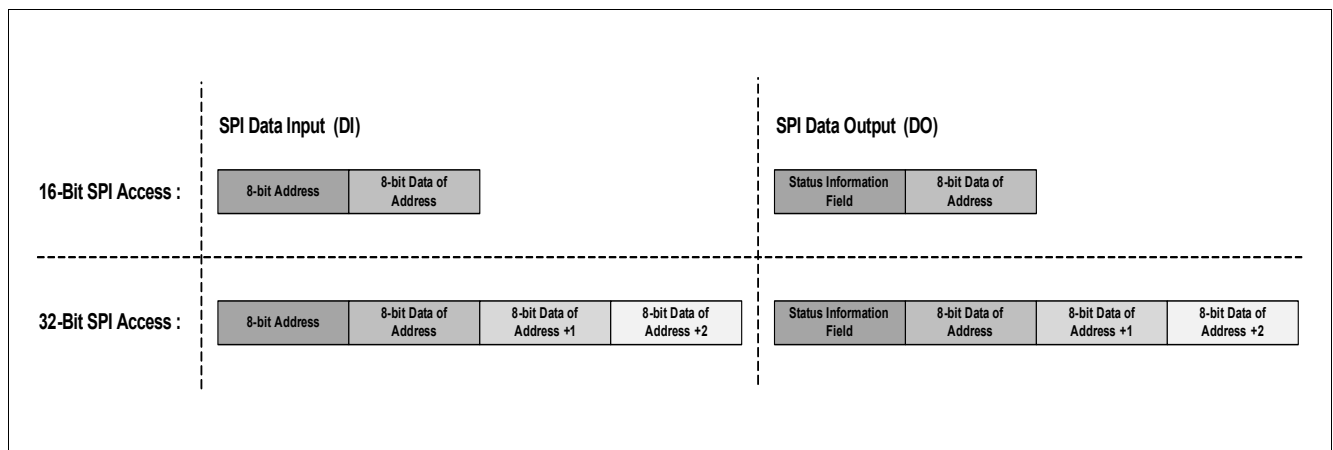 SPI Data Input (DI)
SPI Data Output (DO)
16-Bit SPI Access :
8-bit Address
8-bit Data of
Address
Status Information
Field
8-bit Data of
Address
32-Bit SPI Access :
8-bit Address
8-bit Data of
Address
8-bit Data of
Address +1
8-bit Data of
Address +2
Status Information
Field
8-bit Data of
Address
8-bit Data of
Address +1
8-bit Data of
Address +2